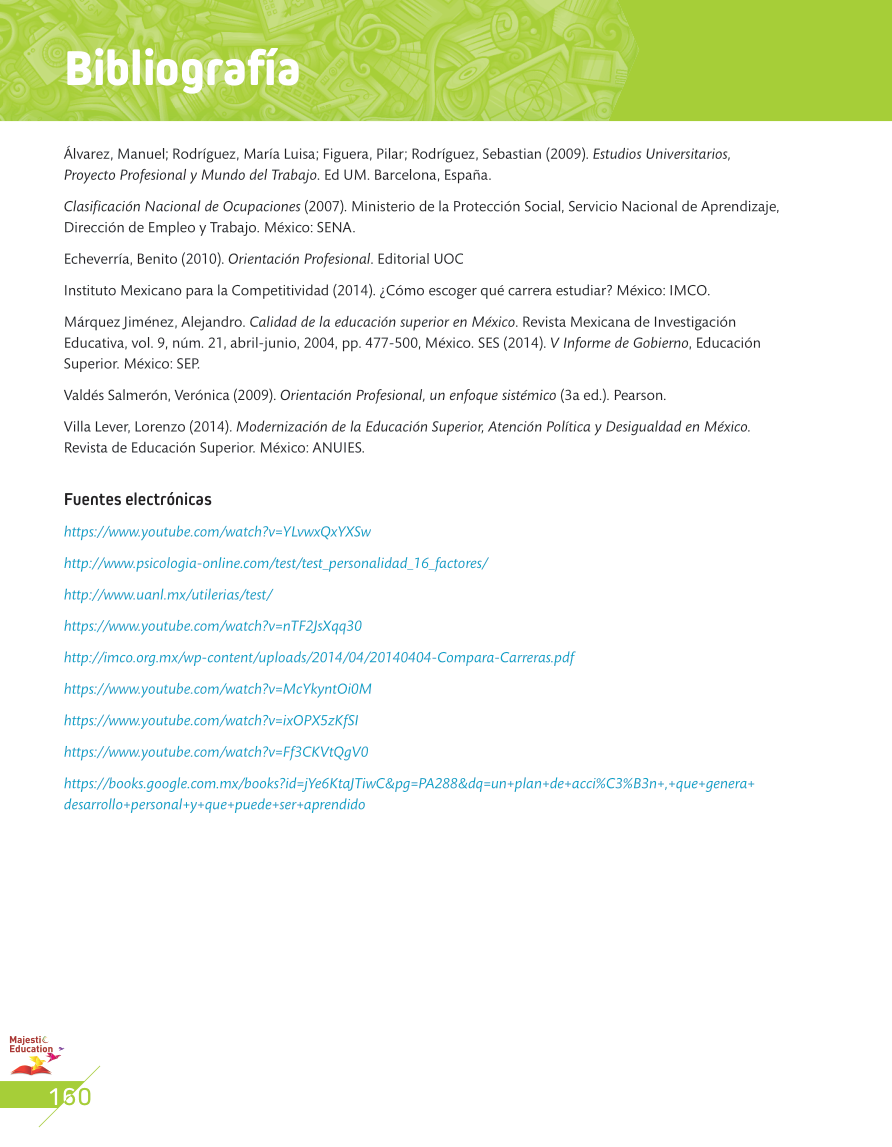 Bibliografía
Álvarez, Manuel; Rodríguez, María Luisa; Figuera, Pilar; Rodríguez, Sebastian (2009). Estudios Universitarios,
Proyecto Profesional y Mundo del Trabajo. Ed UM. Barcelona, España.
Clasificación Nacional de Ocupaciones (2007). Ministerio de la Protección Social, Servicio Nacional de Aprendizaje,
Dirección de Empleo y Trabajo. México: SENA.
Echeverría, Benito (2010). Orientación Profesional. Editorial UOC
Instituto Mexicano para la Competitividad (2014). ¿Cómo escoger qué carrera estudiar? México: IMCO.
Márquez Jiménez, Alejandro. Calidad de la educación superior en México. Revista Mexicana de Investigación
Educativa, vol. 9, núm. 21, abril-junio, 2004, pp. 477-500, México. SES (2014). V Informe de Gobierno, Educación
Superior. México: SEP.
Valdés Salmerón, Verónica (2009). Orientación Profesional, un enfoque sistémico (3a ed.). Pearson.
Villa Lever, Lorenzo (2014). Modernización de la Educación Superior, Atención Política y Desigualdad en México.
Revista de Educación Superior. México: ANUIES.
Fuentes electrónicas
https://www.youtube.com/watch?v=YLvwxQxYXSw
http://www.psicologia-online.com/test/test_personalidad_16_factores/
http://www.uanl.mx/utilerias/test/
https://www.youtube.com/watch?v=nTF2JsXqq30
http://imco.org.mx/wp-content/uploads/2014/04/20140404-Compara-Carreras.pdf
https://www.youtube.com/watch?v=McYkyntOi0M
https://www.youtube.com/watch?v=ixOPX5zKfSI
https://www.youtube.com/watch?v=Ff3CKVtQgV0
https://books.google.com.mx/books?id=jYe6KtaJTiwC&pg=PA288&dq=un+plan+de+acci%C3%B3n+,+que+genera+
desarrollo+personal+y+que+puede+ser+aprendido
Majestic
Education
160